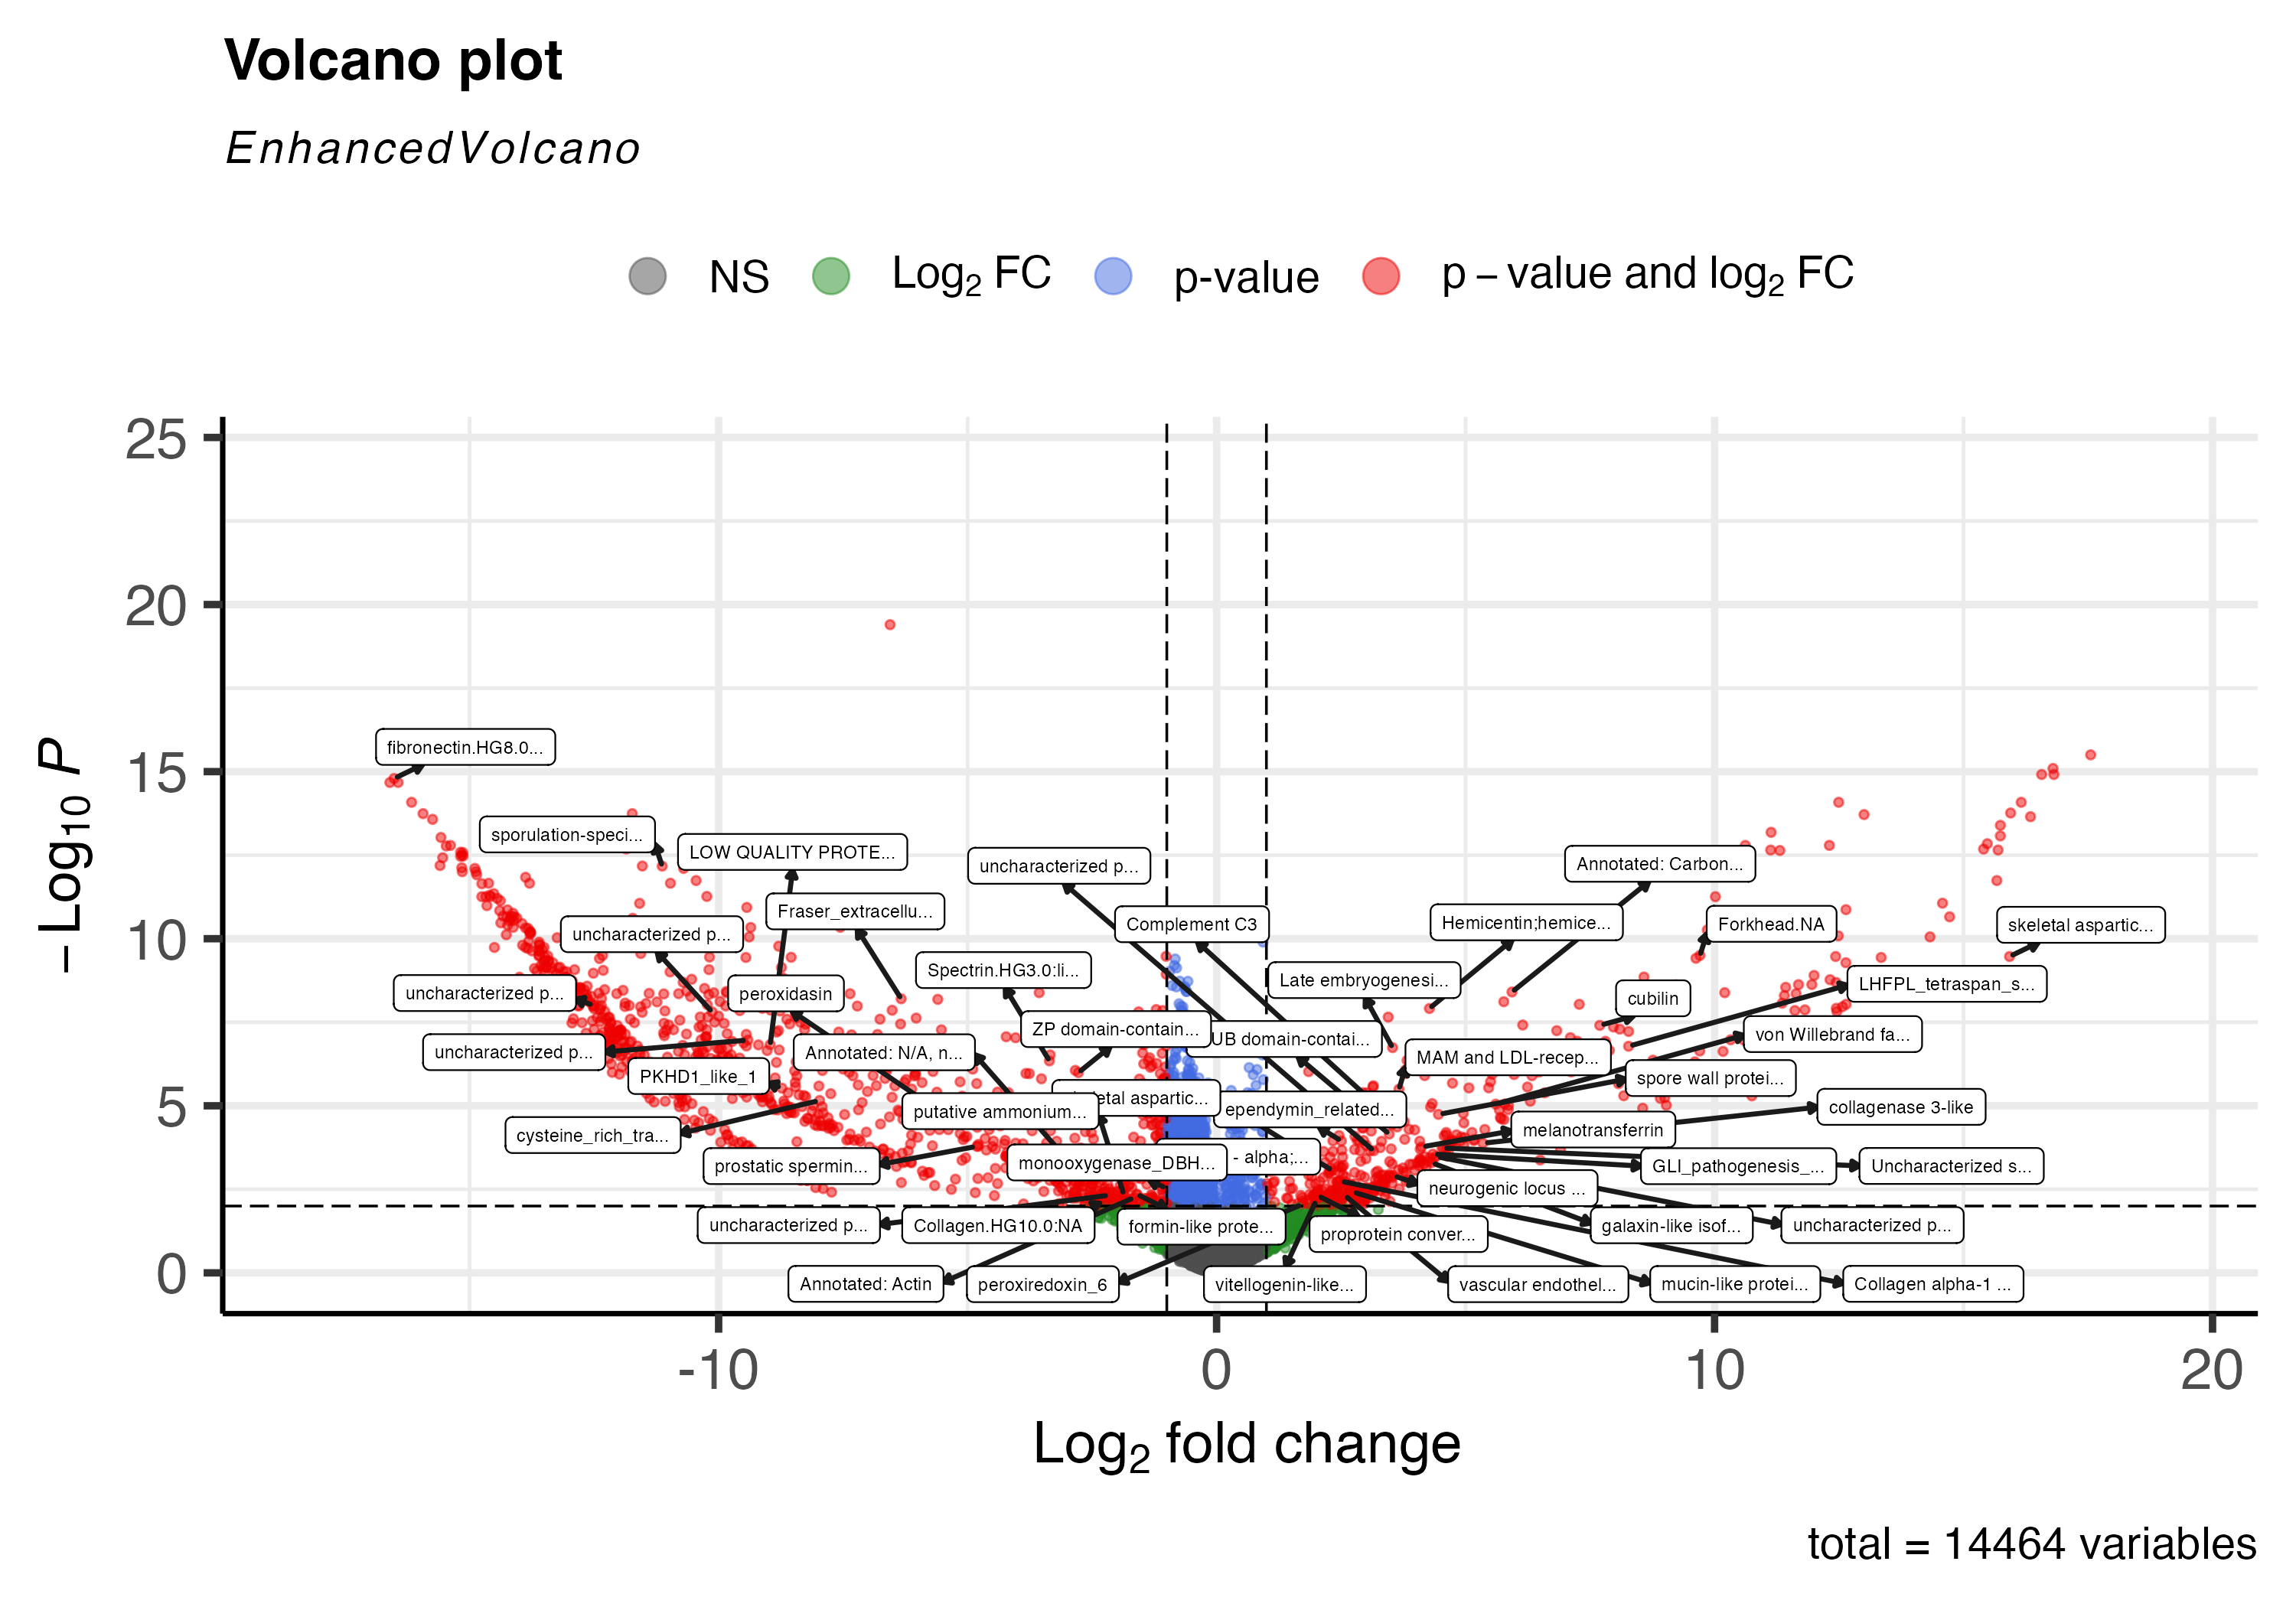 Volcano plot
EnhancedVolcano
NS
Log2 FC
p-value
p – value and log2 FC
25
20
15
10
5
0
– Log10 P
fibronectin.HG8.0...
sporulation-speci...
LOW QUALITY PROTE...
uncharacterized p...
Annotated: Carbon...
Fraser_extracellu...
Complement C3
Hemicentin;hemice...
Forkhead.NA
skeletal aspartic...
uncharacterized p...
Spectrin.HG3.0:li...
Late embryogenesi...
LHFPL_tetraspan_s...
uncharacterized p...
peroxidasin
cubilin
ZP domain-contain...
UB domain-contai...
von Willebrand fa...
uncharacterized p...
Annotated: N/A, n...
MAM and LDL-recep...
PKHD1_like_1
spore wall protei...
etal aspartic...
putative ammonium...
ependymin_related...
collagenase 3-like
cysteine_rich_tra...
melanotransferrin
prostatic spermin...
monooxygenase_DBH...
- alpha;...
GLI_pathogenesis_...
Uncharacterized s...
neurogenic locus ...
uncharacterized p...
Collagen.HG10.0:NA
formin-like prote...
proprotein conver...
galaxin-like isof...
uncharacterized p...
Annotated: Actin
peroxiredoxin_6
vitellogenin-like...
vascular endothel...
mucin-like protei...
Collagen alpha-1 ...
-10
0
10
20
Log2 fold change
total = 14464 variables